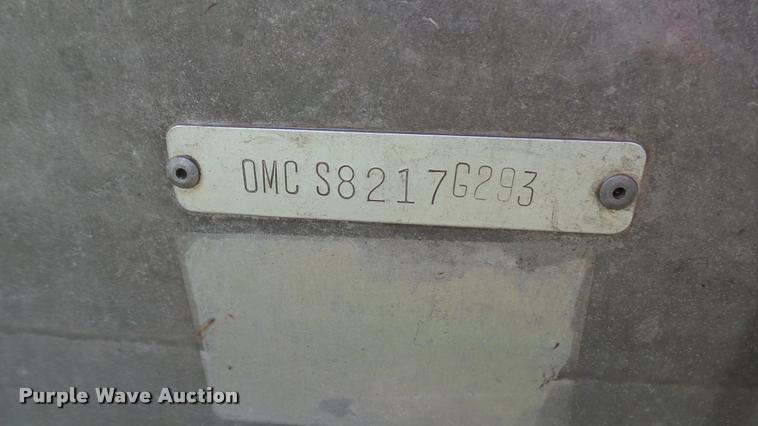 OMC S8217G293
Purple Wave Auction